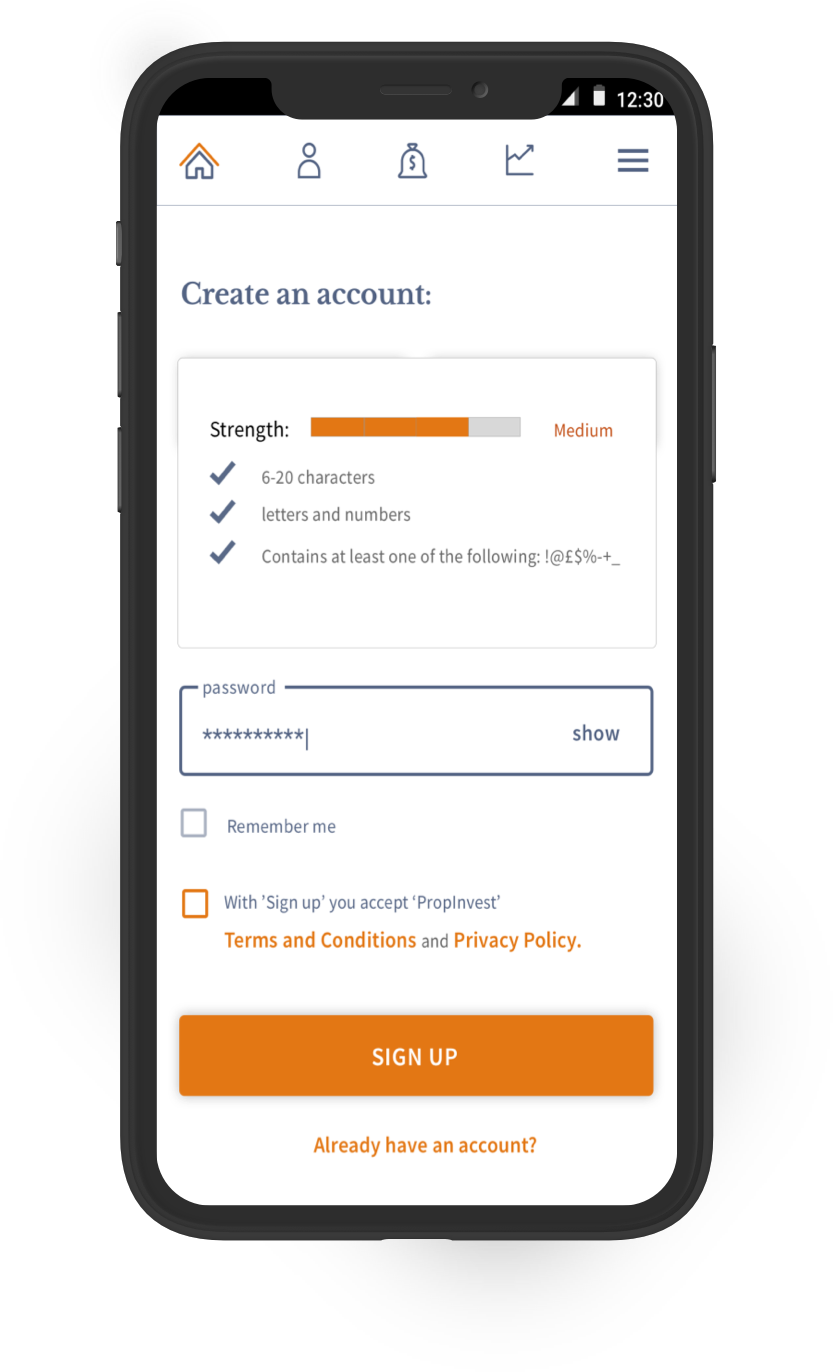 12:30
Create an account:
Strength: Medium
6-20 characters
letters and numbers
Contains at least one of the following: !@£$%-+_
password
**********| show
Remember me
With ’Sign up’ you accept ‘PropInvest’
Terms and Conditions and Privacy Policy.
SIGN UP
Already have an account?